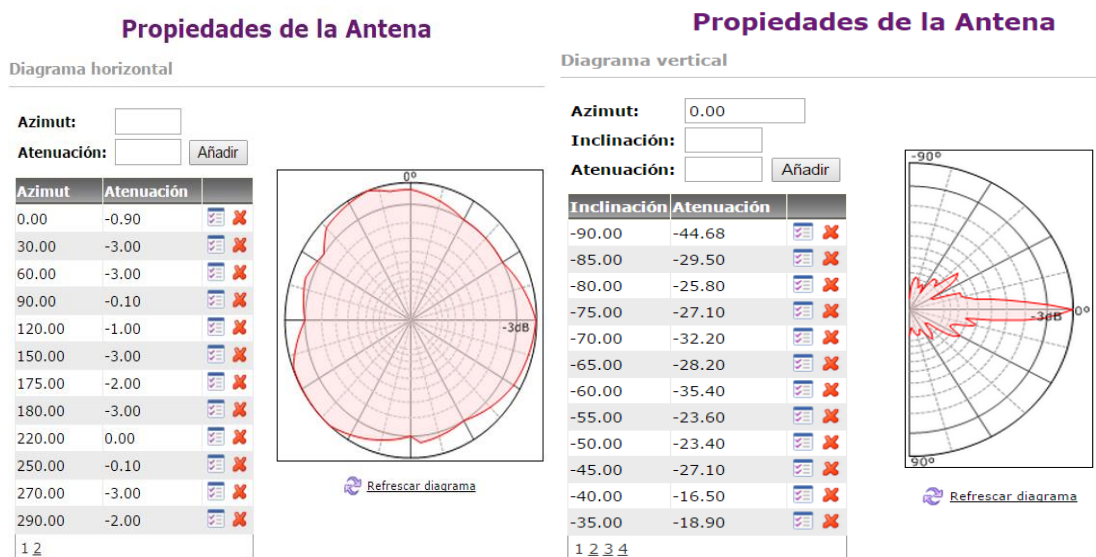 Propiedades de la Antena
Diagrama horizontal
Azimut:
Atenuación: Añadir
Azimut Atenuación
0.00 -0.90
30.00 -3.00
60.00 -3.00
90.00 -0.10
120.00 -1.00
150.00 -3.00
175.00 -2.00
180.00 -3.00
220.00 0.00
250.00 -0.10
270.00 -3.00
290.00 -2.00
1 2
0º
-3dB
Refrescar diagrama
Propiedades de la Antena
Diagrama vertical
Azimut: 0.00
Inclinación:
Atenuación: Añadir
Inclinación Atenuación
-90.00 -44.68
-85.00 -29.50
-80.00 -25.80
-75.00 -27.10
-70.00 -32.20
-65.00 -28.20
-60.00 -35.40
-55.00 -23.60
-50.00 -23.40
-45.00 -27.10
-40.00 -16.50
-35.00 -18.90
1 2 3 4
-90º
-3dB 0º
90º
Refrescar diagrama